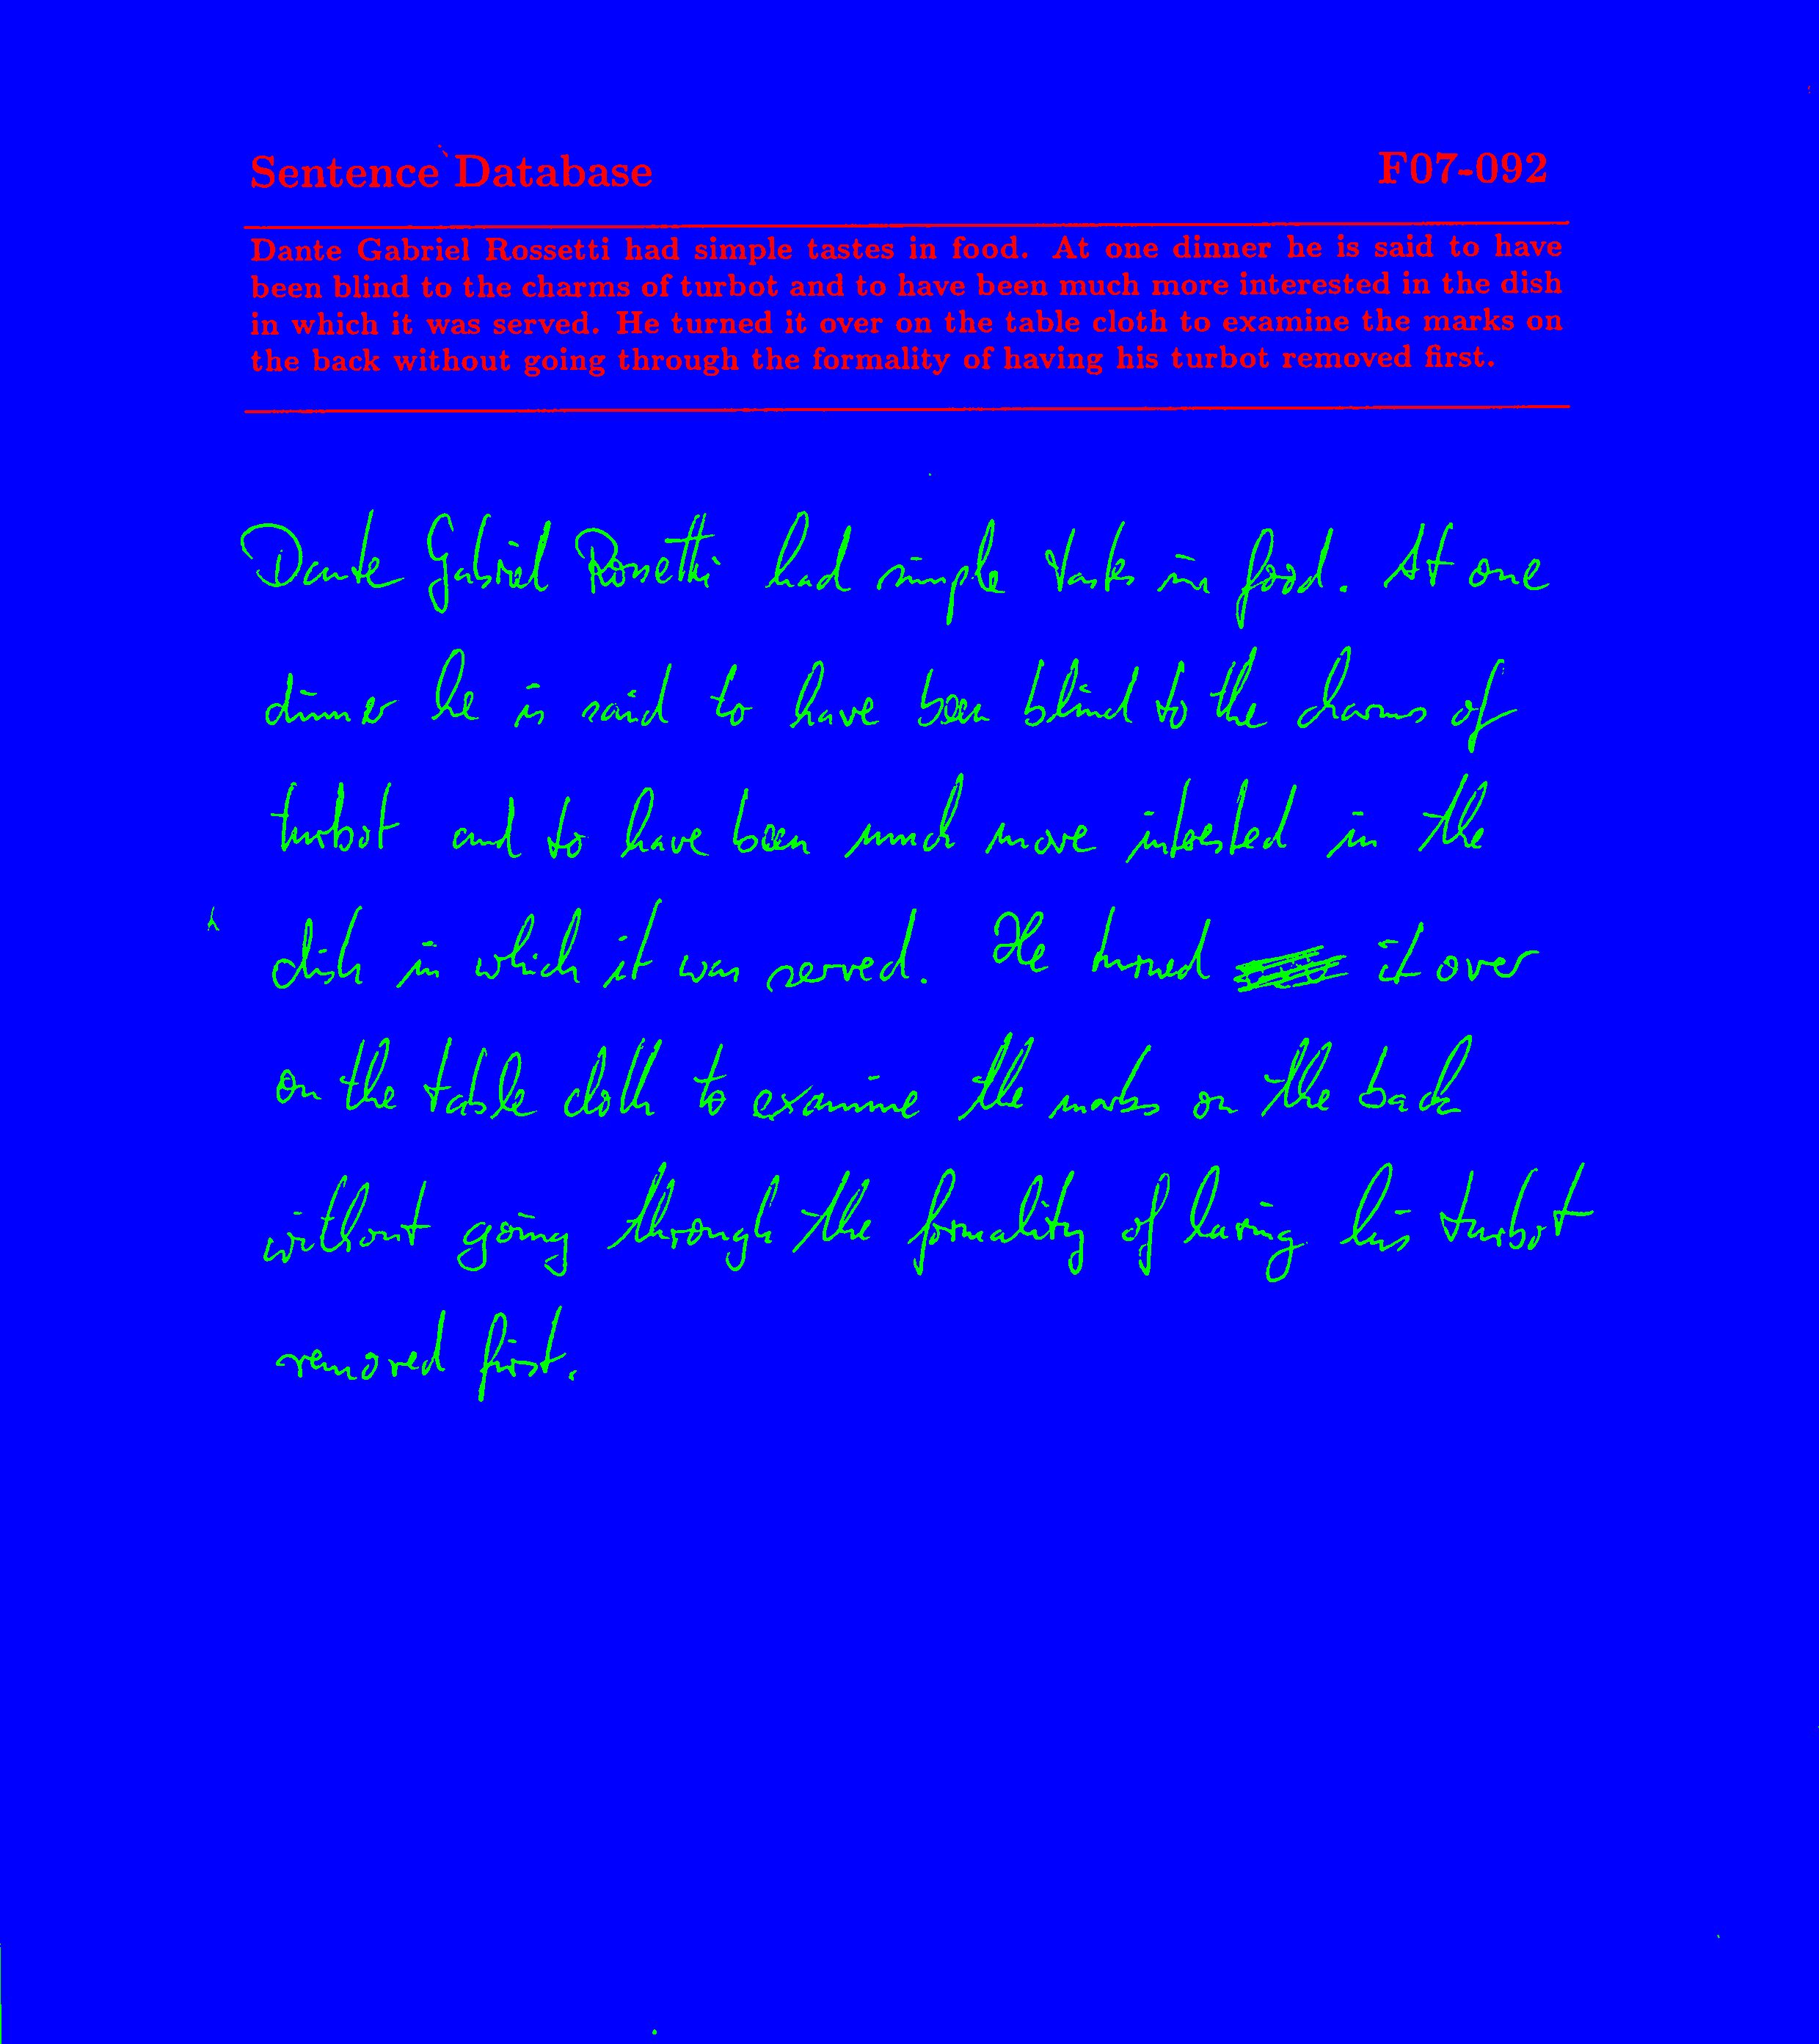 Sentence Database F07-092
Dante Gabriel Rossetti had simple tastes in food. At one dinner he is said to have
been blind to the charms of turbot and to have been much more interested in the dish
in which it was served. He turned it over on the table cloth to examine the marks on
the back without going through the formality of having his turbot removed first.
Dante Gabriel Rossetti had simple tastes in food. At one
dinner he is said to have been blind to the charms of
turbot and to have been much more interested in the
dish in which it was served. He turned it over
on the table cloth to examine the marks on the back
without going through the formality of having his turbot
removed first.